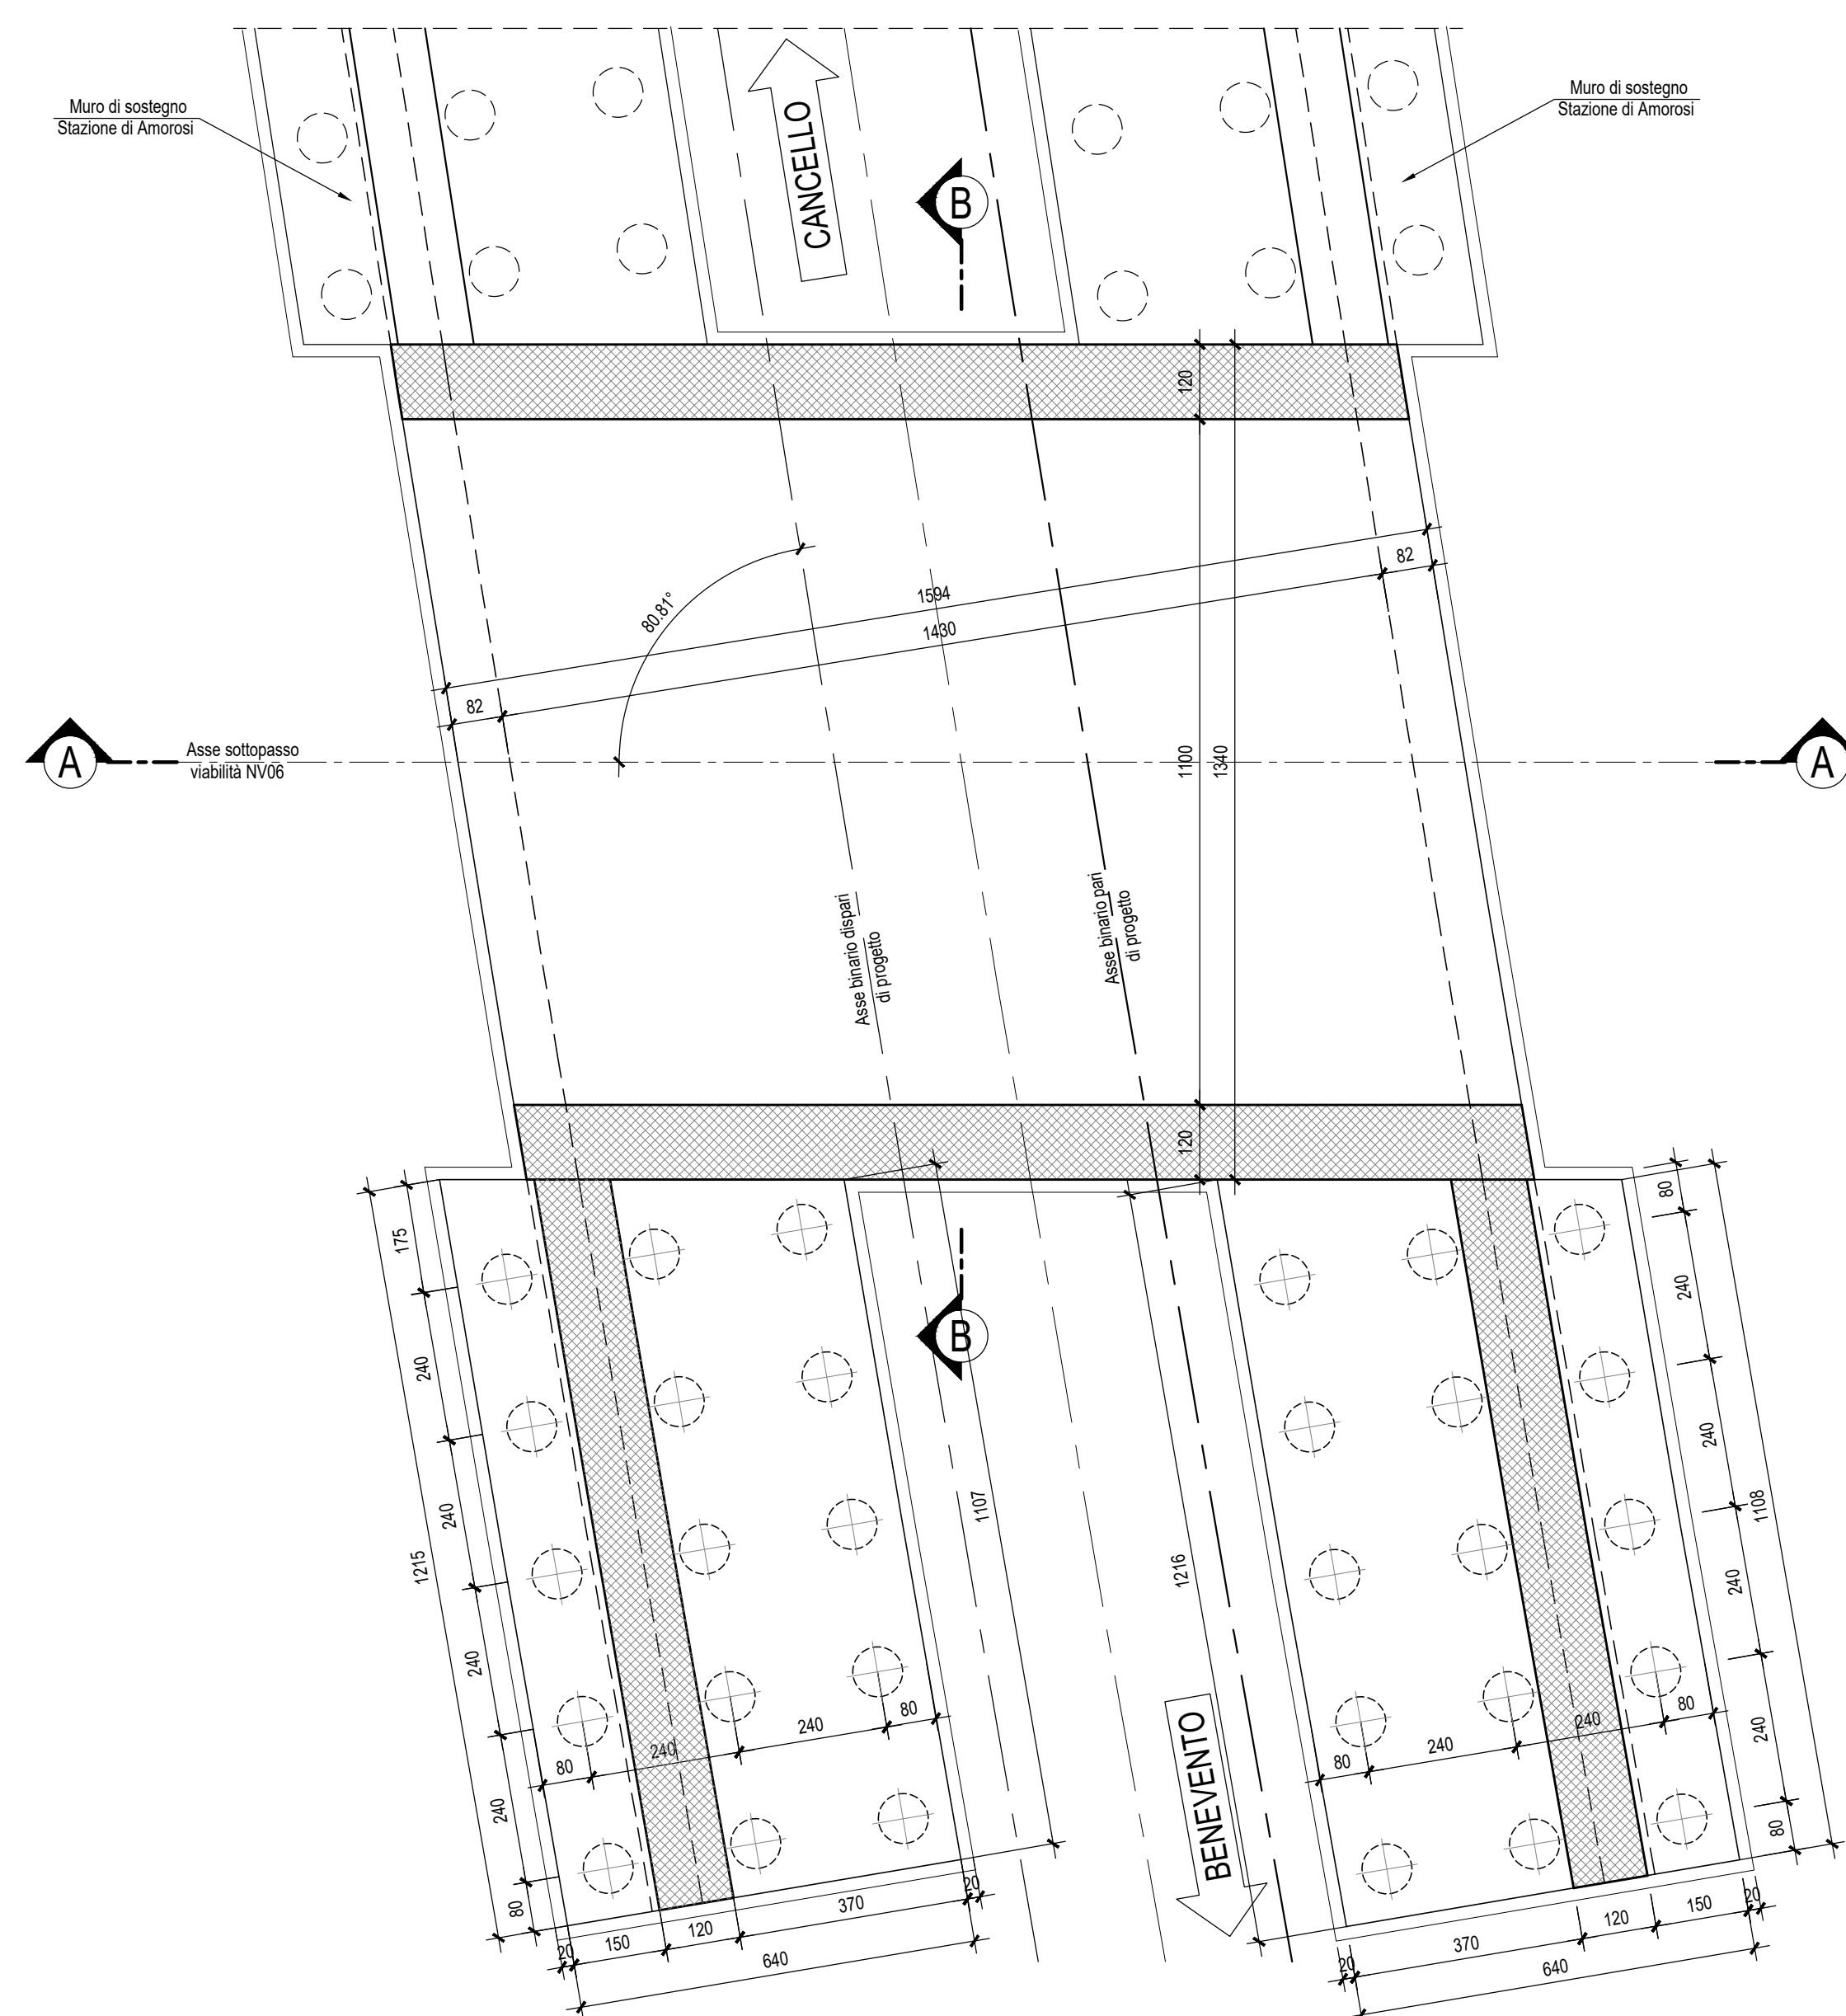 Muro di sostegno
Stazione di Amorosi
Muro di sostegno
Stazione di Amorosi
CANCELLO
B
120
1594
1430
82
82
80.81°
1100
1340
A
Asse sottopasso
viabilità NV06
A
Asse binario dispari
di progetto
Asse binario pari
di progetto
120
B
175
240
240
240
240
80
1215
1107
1216
80
240
240
240
240
80
1108
80
240
240
80
80
240
240
80
BENEVENTO
20
150
120
370
20
640
20
370
120
150
20
640